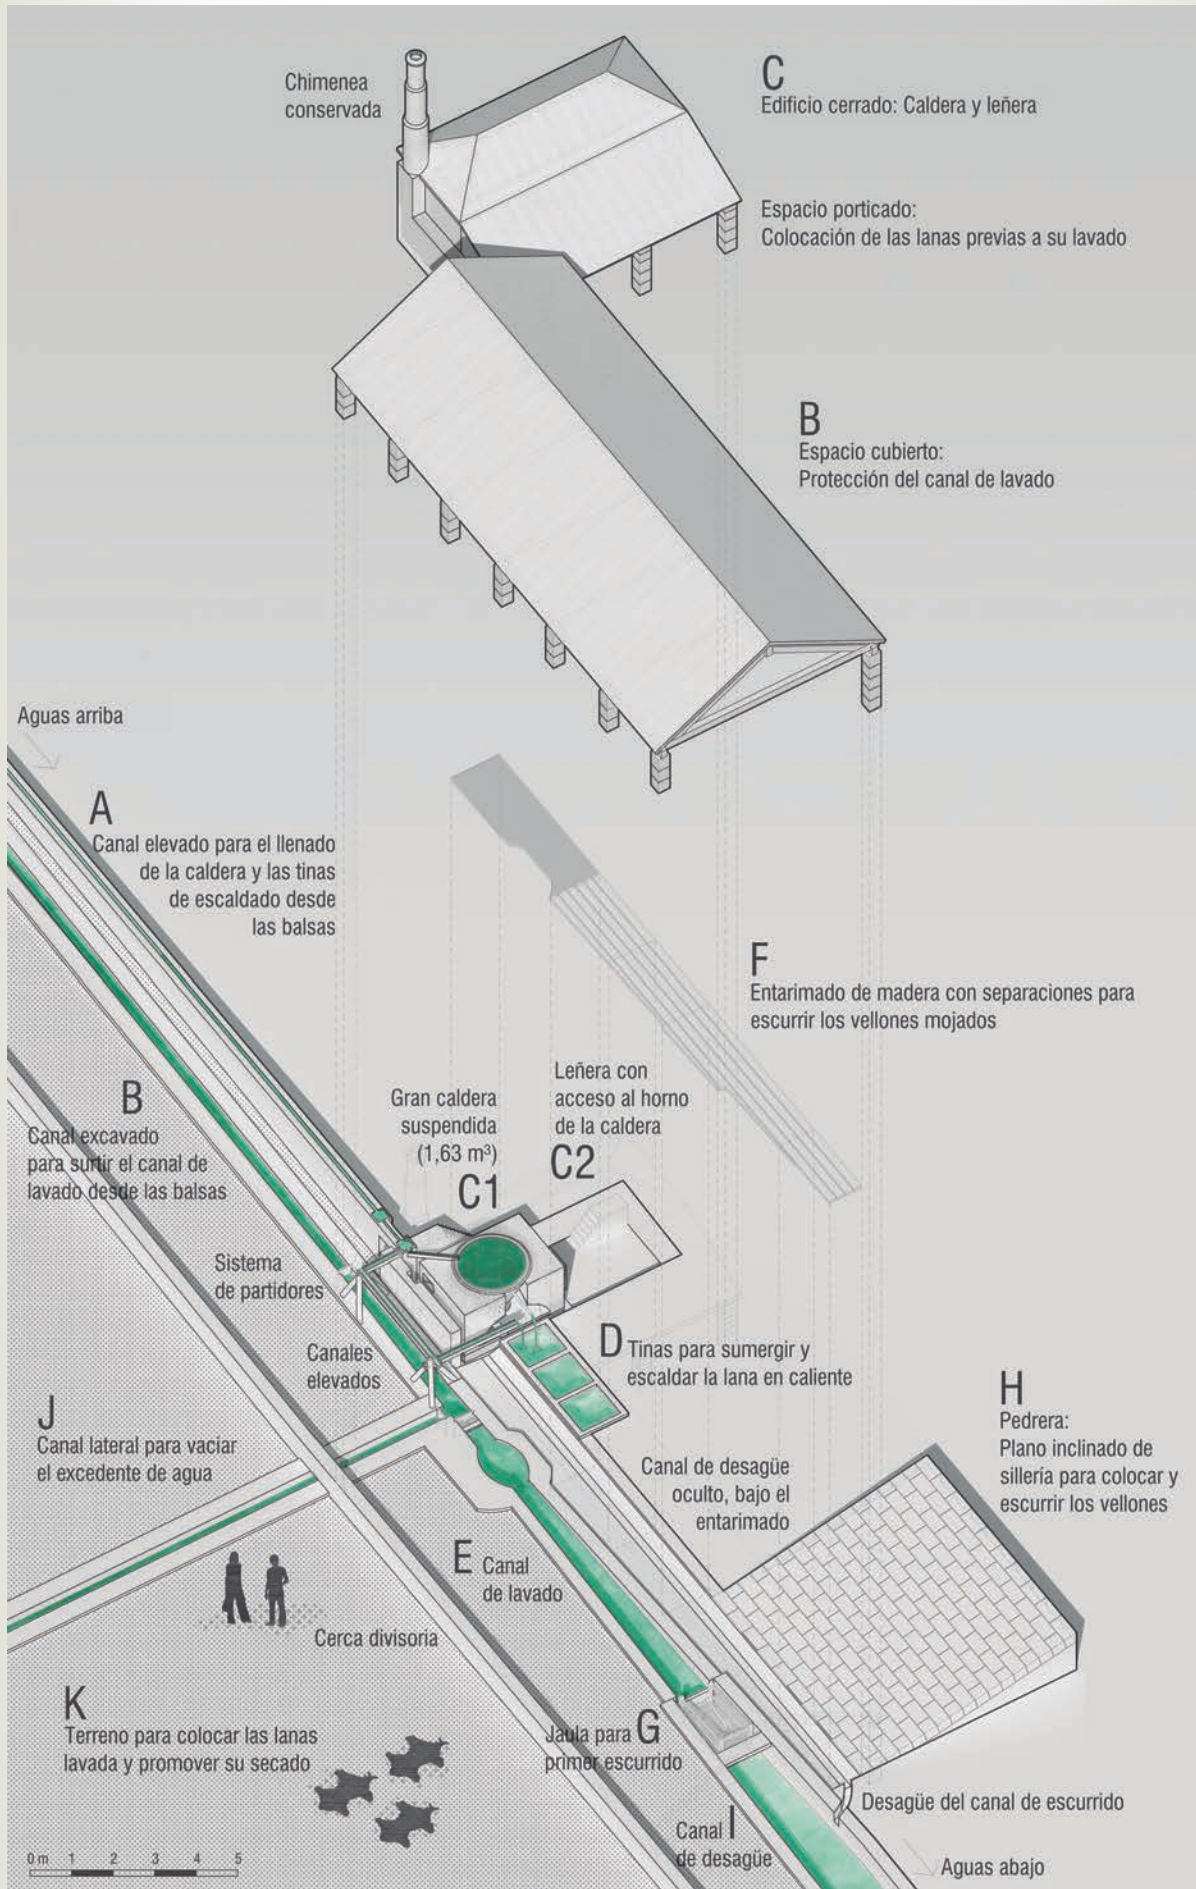 Chimenea
conservada
C
Edificio cerrado: Caldera y leñera
Espacio porticado:
Colocación de las lanas previas a su lavado
B
Espacio cubierto:
Protección del canal de lavado
Aguas arriba
A
Canal elevado para el llenado
de la caldera y las tinas
de escaldado desde
las balsas
F
Entarimado de madera con separaciones para
escurrir los vellones mojados
B
Canal excavado
para surtir el canal de
lavado desde las balsas
Gran caldera
suspendida
(1,63 m³)
C1
Leñera con
acceso al horno
de la caldera
C2
Sistema
de partidores
Canales
elevados
D Tinas para sumergir y
escaldar la lana en caliente
H
Pedrera:
Plano inclinado de
sillería para colocar y
escurrir los vellones
J
Canal lateral para vaciar
el excedente de agua
Canal de desagüe
oculto, bajo el
entarimado
E Canal
de lavado
Cerca divisoria
K
Terreno para colocar las lanas
lavada y promover su secado
Jaula para G
primer escurrido
Canal I
de desagüe
Desagüe del canal de escurrido
Aguas abajo
0 m 1 2 3 4 5